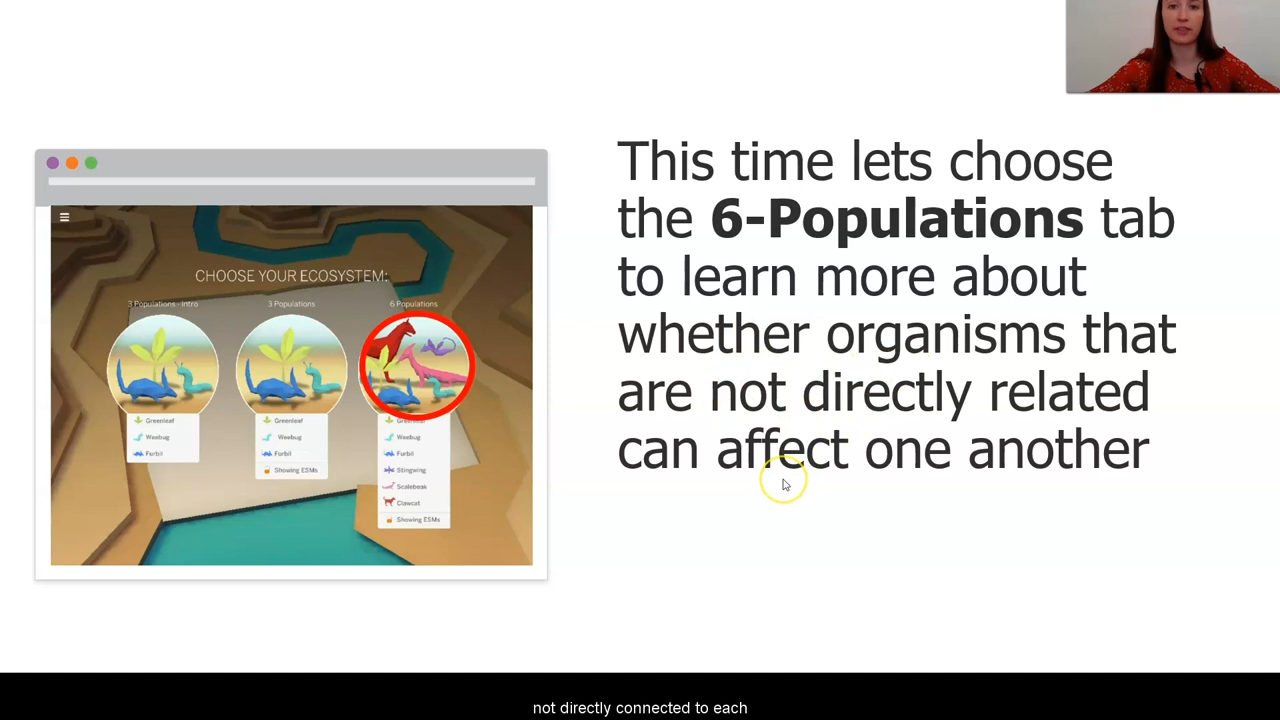 This time lets choose
the 6-Populations tab
to learn more about
whether organisms that
are not directly related
can affect one another
CHOOSE YOUR ECOSYSTEM:
3 Populations - Intro
Greenleaf
Weebug
Furbil
3 Populations
Greenleaf
Weebug
Furbil
Showing ESMs
6 Populations
Greenleaf
Weebug
Furbil
Stingwing
Scalebeak
Clawcat
Showing ESMs
not directly connected to each